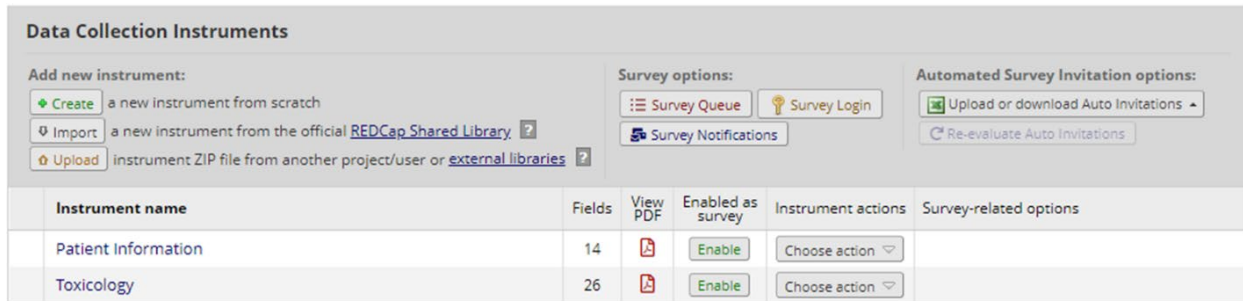 Data Collection Instruments
Add new instrument:
Create a new instrument from scratch
Import a new instrument from the official REDCap Shared Library ?
Upload instrument ZIP file from another project/user or external libraries ?
Survey options:
Survey Queue Survey Login
Survey Notifications
Automated Survey Invitation options:
Upload or download Auto Invitations
Re-evaluate Auto Invitations
Instrument name Fields View PDF Enabled as survey Instrument actions Survey-related options
Patient Information 14 Enable Choose action
Toxicology 26 Enable Choose action